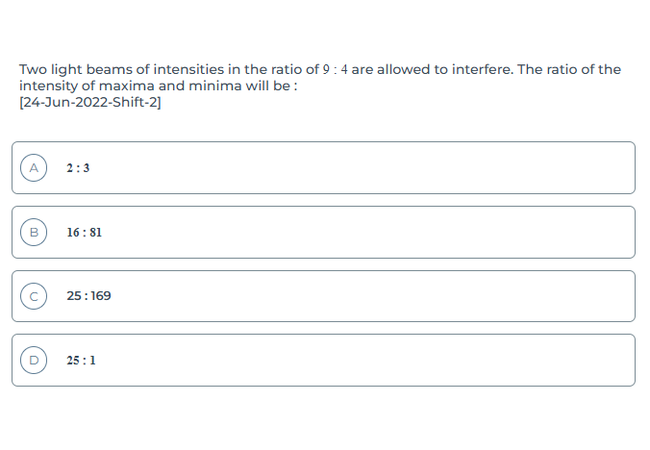 Two light beams of intensities in the ratio of 9 : 4 are allowed to interfere. The ratio of the
intensity of maxima and minima will be :
[24-Jun-2022-Shift-2]
A 2 : 3
B 16 : 81
C 25 : 169
D 25 : 1